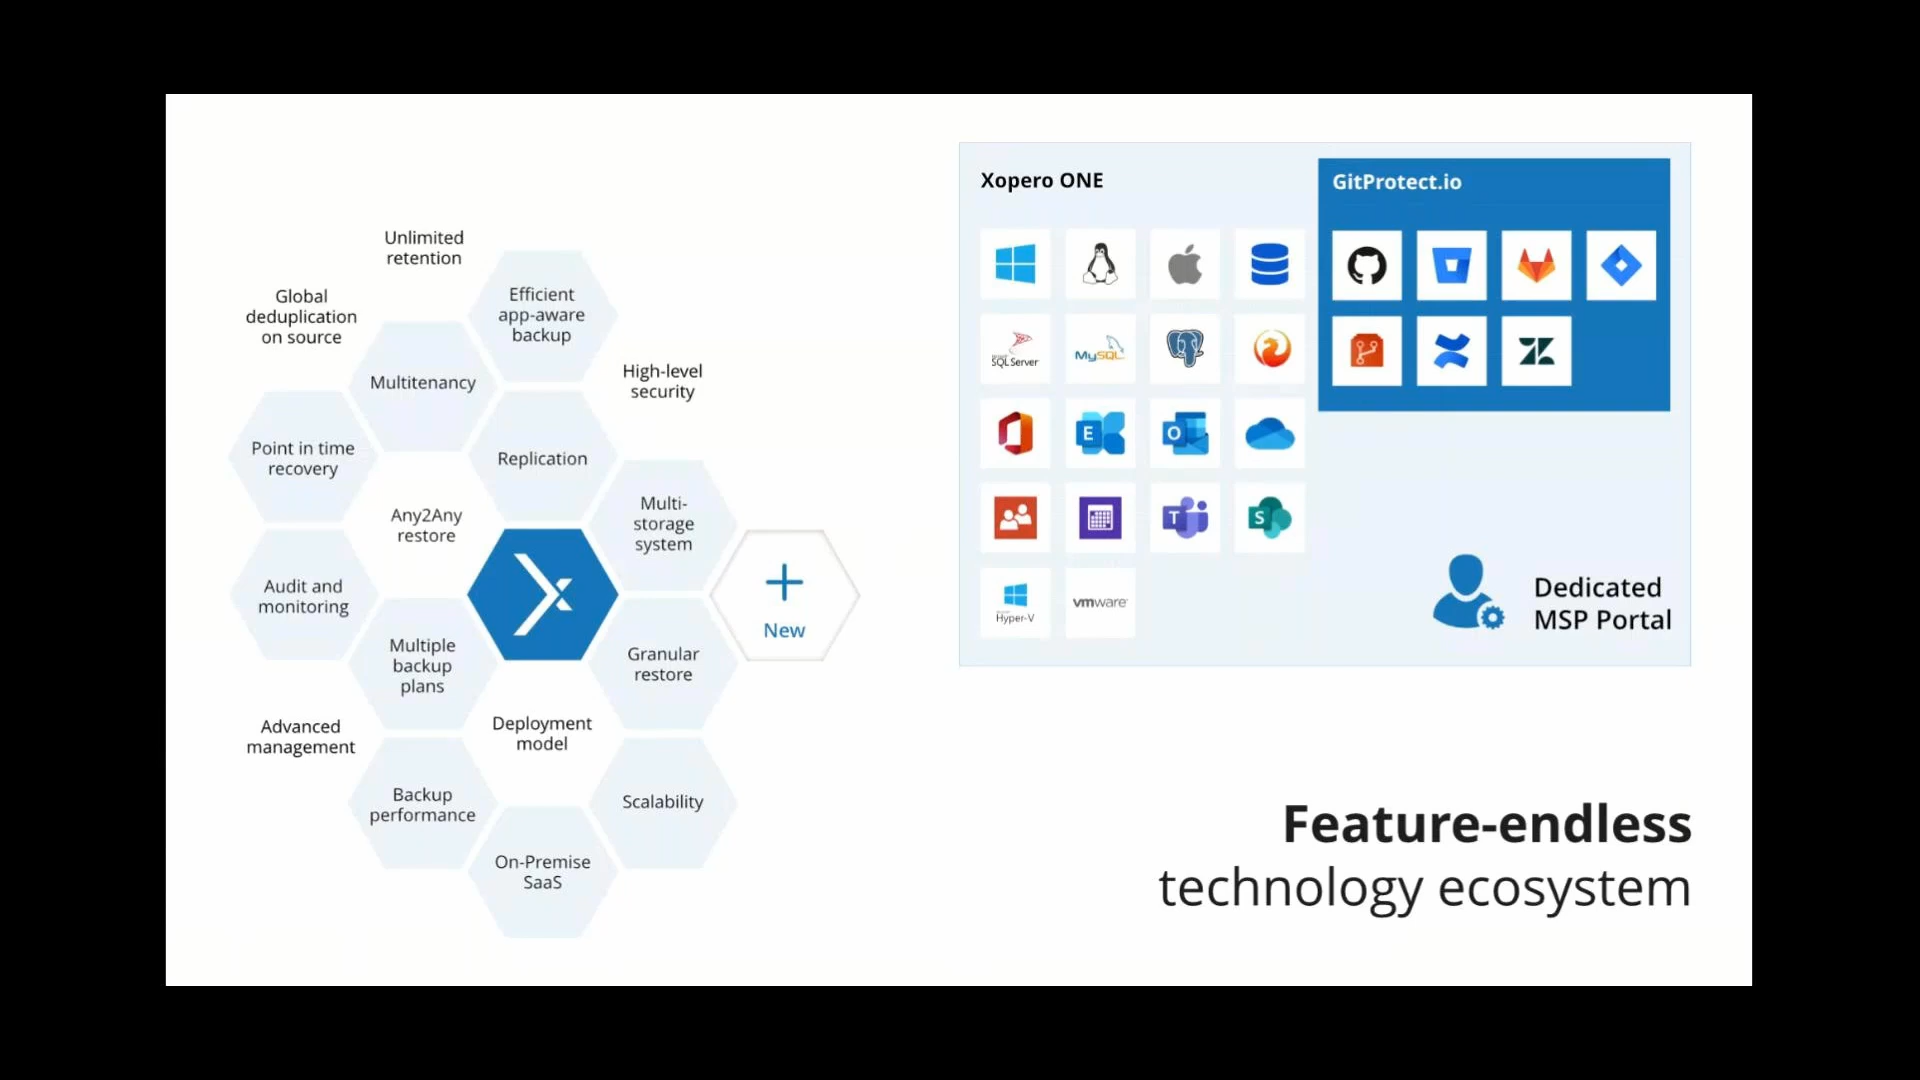 Unlimited
retention
Global
deduplication
on source
Efficient
app-aware
backup
Multitenancy
High-level
security
Point in time
recovery
Replication
Any2Any
restore
Multi-
storage
system
Audit and
monitoring
+
New
Multiple
backup
plans
Granular
restore
Advanced
management
Deployment
model
Backup
performance
Scalability
On-Premise
SaaS
Xopero ONE
SQL Server
MySQL
E
O
T
S
Hyper-V
vmware
GitProtect.io
Dedicated
MSP Portal
Feature-endless
technology ecosystem